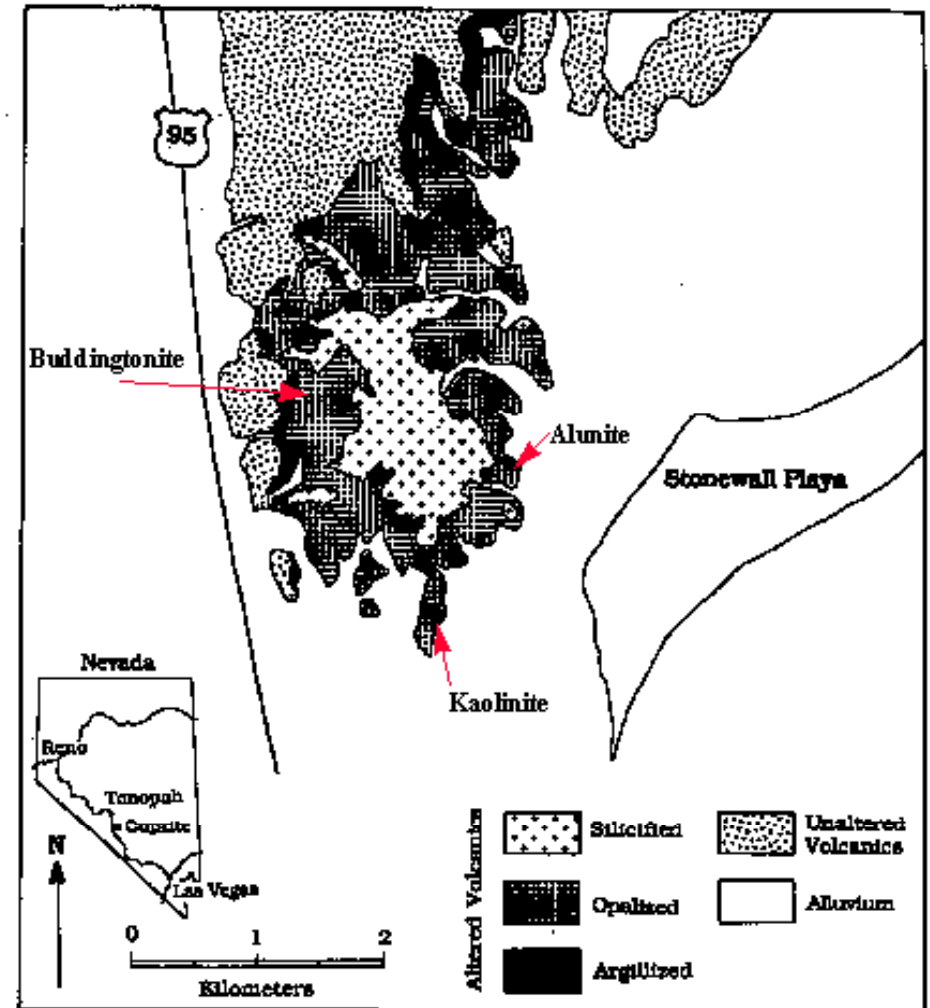 95
Buddingtonite
Alunite
Stonewall Playa
Kaolinite
Nevada
Reno
Tonopah
Cuprite
Las Vegas
N
0 1 2
Kilometers
Altered Volcanics
Silicified
Opalized
Argillized
Unaltered
Volcanics
Alluvium